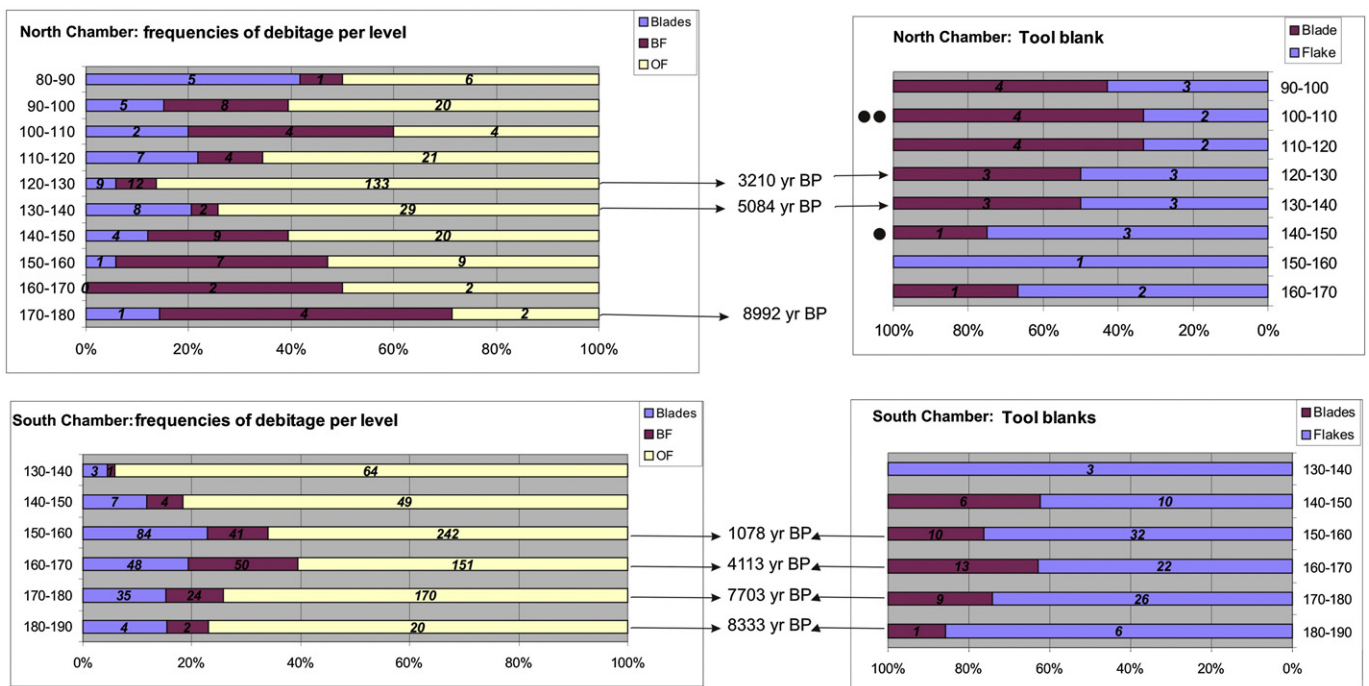 North Chamber: frequencies of debitage per level
Blades
BF
OF
80-90 5 1 6
90-100 5 8 20
100-110 2 4 4
110-120 7 4 21
120-130 9 12 133
130-140 8 2 29
140-150 4 9 20
150-160 1 7 9
160-170 0 2 2
170-180 1 4 2
0% 20% 40% 60% 80% 100%
3210 yr BP
5084 yr BP
8992 yr BP
North Chamber: Tool blank
Blade
Flake
4 3 90-100
4 2 100-110
4 2 110-120
3 3 120-130
3 3 130-140
1 3 140-150
1 150-160
1 2 160-170
100% 80% 60% 40% 20% 0%
South Chamber: frequencies of debitage per level
Blades
BF
OF
130-140 3 1 64
140-150 7 4 49
150-160 84 41 242
160-170 48 50 151
170-180 35 24 170
180-190 4 2 20
0% 20% 40% 60% 80% 100%
1078 yr BP
4113 yr BP
7703 yr BP
8333 yr BP
South Chamber: Tool blanks
Blades
Flakes
3 130-140
6 10 140-150
10 32 150-160
13 22 160-170
9 26 170-180
1 6 180-190
100% 80% 60% 40% 20% 0%